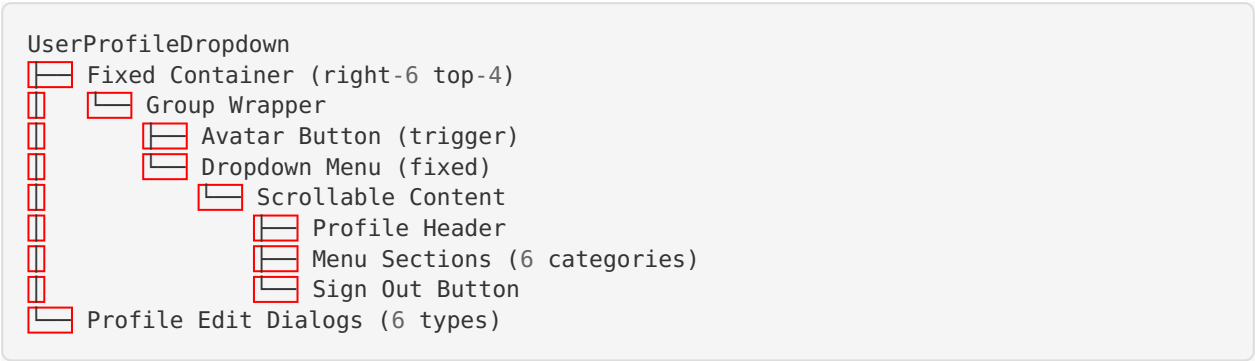 UserProfileDropdown
├── Fixed Container (right-6 top-4)
│   └── Group Wrapper
│       ├── Avatar Button (trigger)
│       └── Dropdown Menu (fixed)
│           └── Scrollable Content
│               ├── Profile Header
│               ├── Menu Sections (6 categories)
│               └── Sign Out Button
└── Profile Edit Dialogs (6 types)